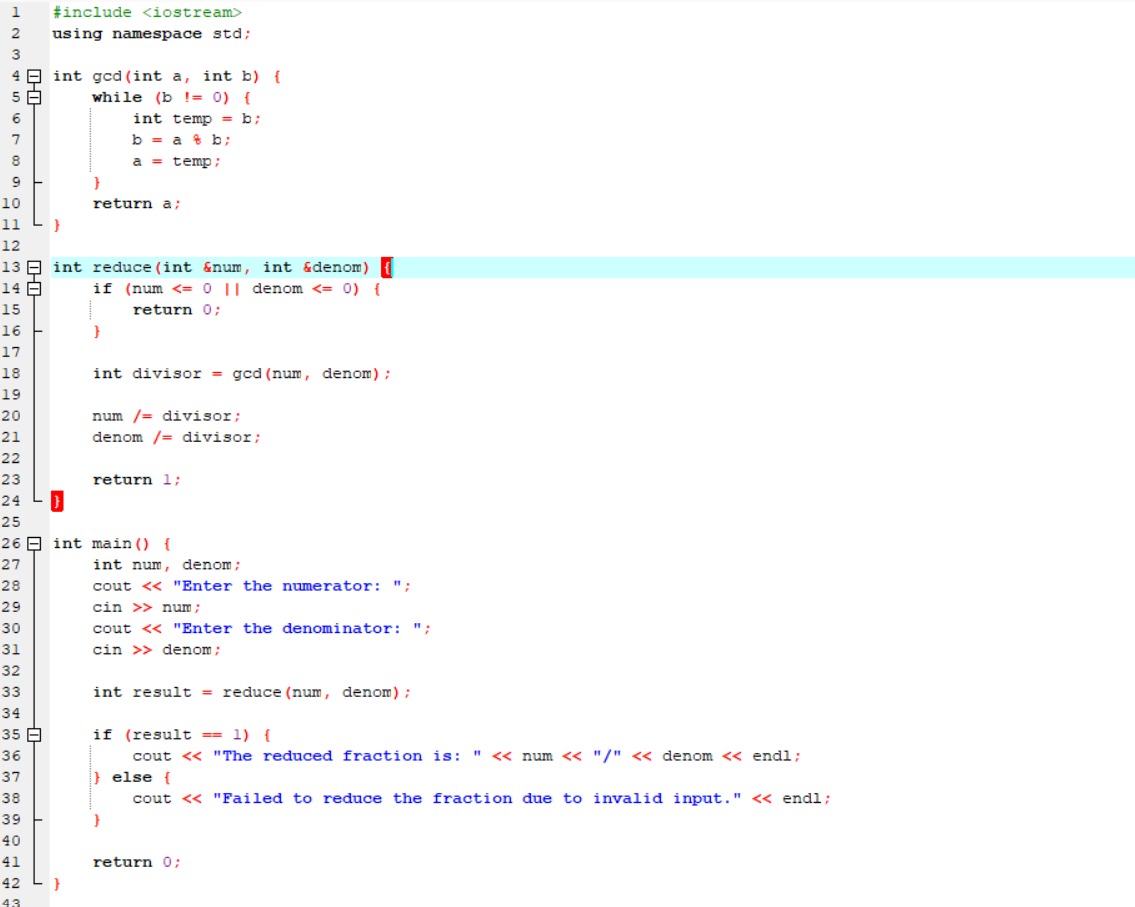 1 #include <iostream>
2 using namespace std;
3
4 int gcd(int a, int b) {
5     while (b != 0) {
6         int temp = b;
7         b = a % b;
8         a = temp;
9     }
10     return a;
11 }
12
13 int reduce(int &num, int &denom) {
14     if (num <= 0 || denom <= 0) {
15         return 0;
16     }
17
18     int divisor = gcd(num, denom);
19
20     num /= divisor;
21     denom /= divisor;
22
23     return 1;
24 }
25
26 int main() {
27     int num, denom;
28     cout << "Enter the numerator: ";
29     cin >> num;
30     cout << "Enter the denominator: ";
31     cin >> denom;
32
33     int result = reduce(num, denom);
34
35     if (result == 1) {
36         cout << "The reduced fraction is: " << num << "/" << denom << endl;
37     } else {
38         cout << "Failed to reduce the fraction due to invalid input." << endl;
39     }
40
41     return 0;
42 }
43